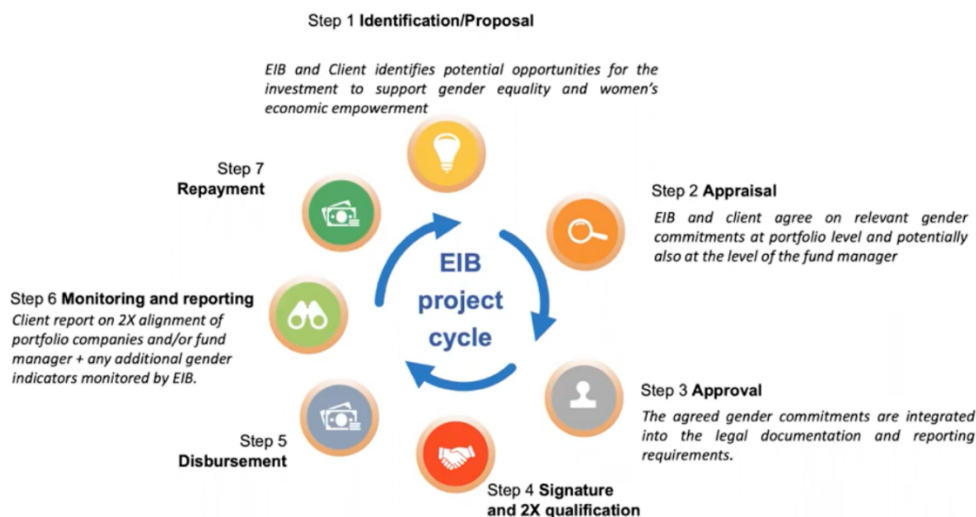 Step 1 Identification/Proposal
EIB and Client identifies potential opportunities for the
investment to support gender equality and women's
economic empowerment
Step 2 Appraisal
EIB and client agree on relevant gender
commitments at portfolio level and potentially
also at the level of the fund manager
Step 3 Approval
The agreed gender commitments are integrated
into the legal documentation and reporting
requirements.
Step 4 Signature
and 2X qualification
Step 5
Disbursement
Step 6 Monitoring and reporting
Client report on 2X alignment of
portfolio companies and/or fund
manager + any additional gender
indicators monitored by EIB.
Step 7
Repayment
EIB
project
cycle